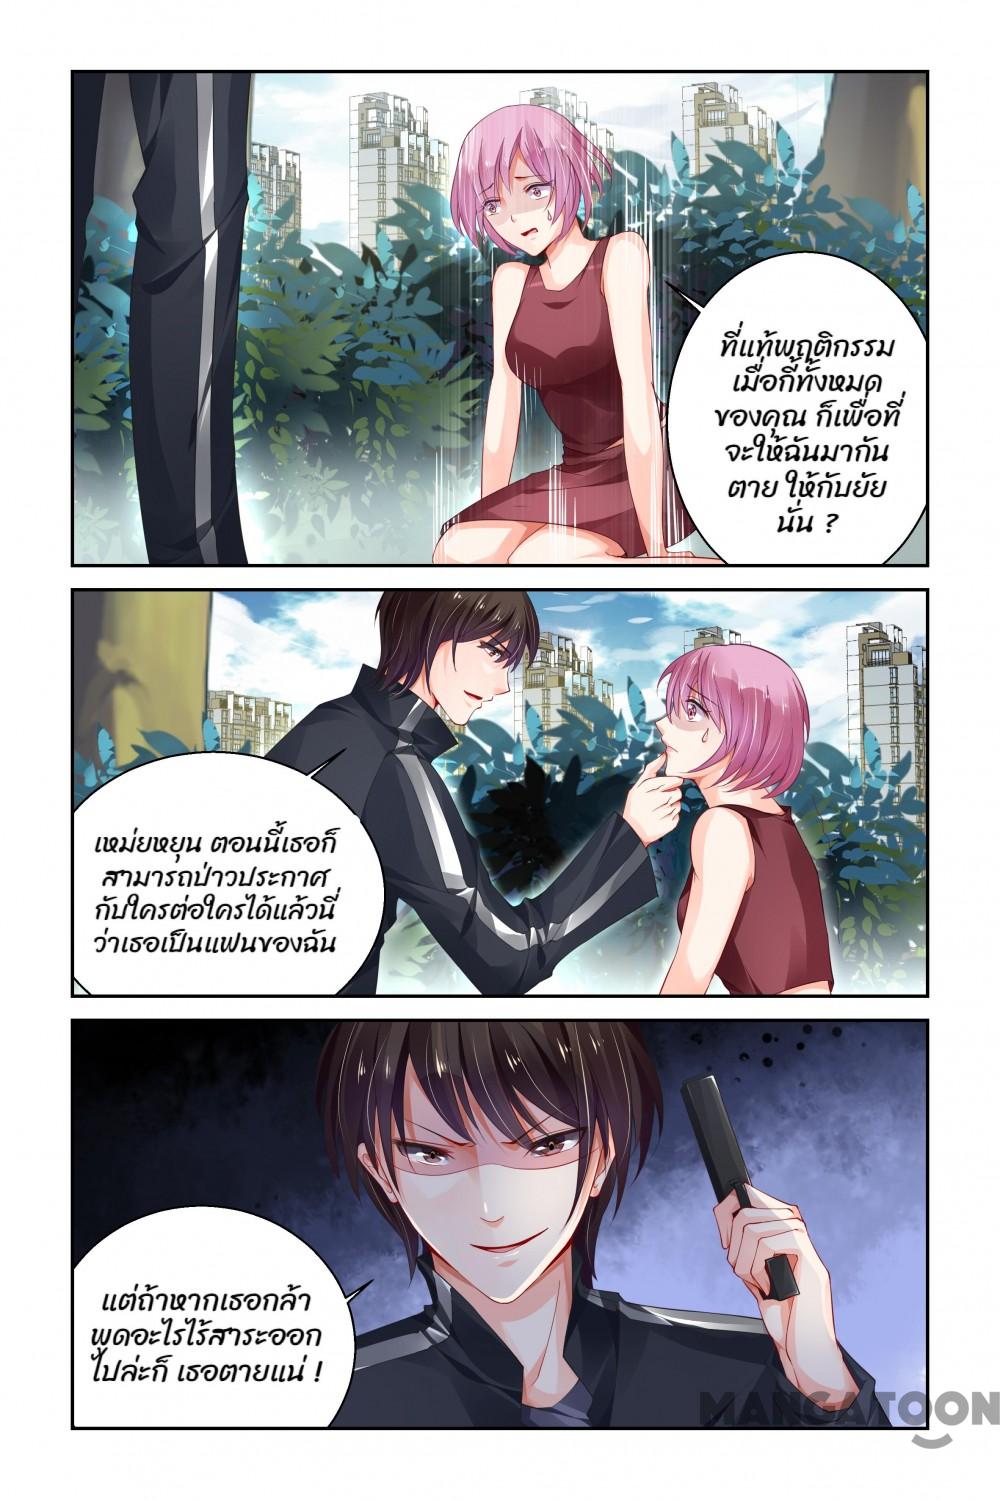 ที่แท้พฤติกรรม
เมื่อกี้ทั้งหมด
ของคุณ ก็เพื่อที่
จะให้ฉันมากัน
ตาย ให้กับยัย
นั่น ?
เหม่ยหยุน ตอนนี้เธอก็
สามารถป่าวประกาศ
กับใครต่อใครได้แล้วนี่
ว่าเธอเป็นแฟนของฉัน
แต่ถ้าหากเธอกล้า
พูดอะไรไร้สาระออก
ไปล่ะก็ เธอตายแน่ !
MANGATOON